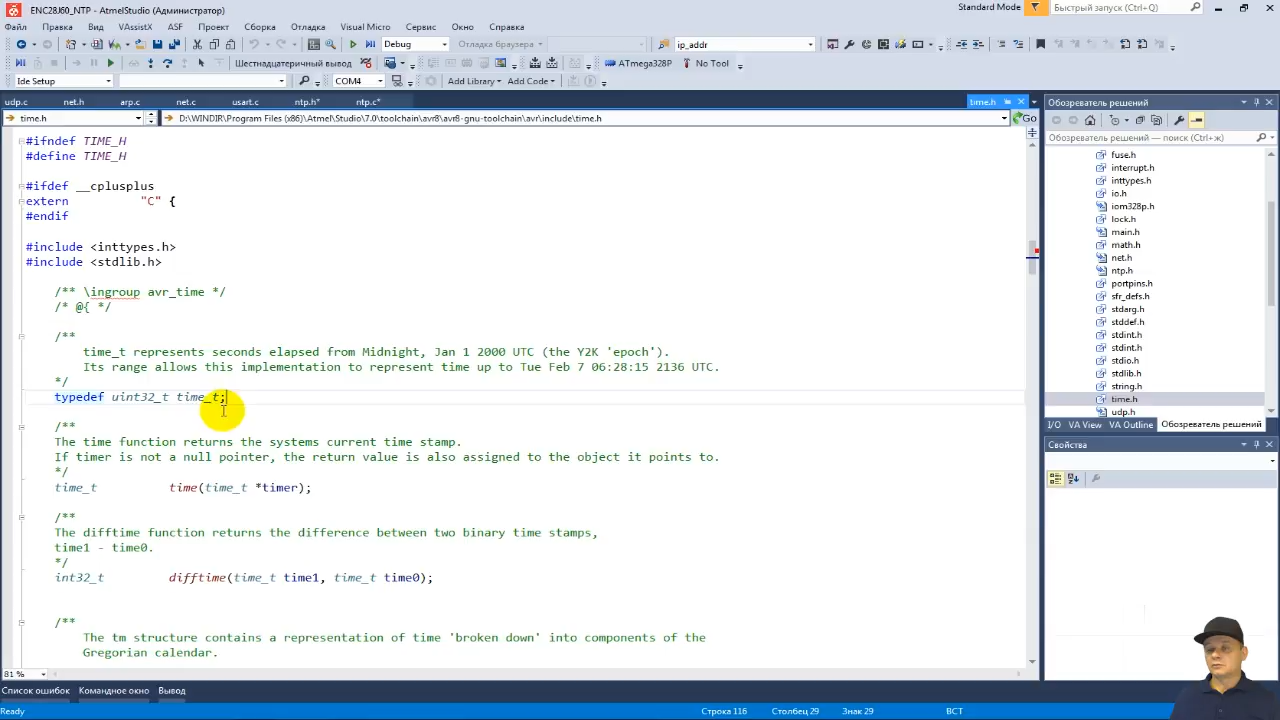 ENC28J60_NTP - AtmelStudio (Администратор)
Standard Mode
Быстрый запуск (Ctrl+Q)
Файл Правка Вид VAssistX ASF Проект Сборка Отладка Visual Micro Сервис Окно Справка
Debug
Отладка браузера
ip_addr
Шестнадцатеричный вывод
ATmega328P
No Tool
Ide Setup
COM4
Add Library
Add Code
udp.c net.h arp.c net.c usart.c ntp.h* ntp.c* time.h
time.h
D:\WINDIR\Program Files (x86)\Atmel\Studio\7.0\toolchain\avr8\avr8-gnu-toolchain\avr\include\time.h
Go
#ifndef TIME_H
#define TIME_H
#ifdef __cplusplus
extern "C" {
#endif
#include <inttypes.h>
#include <stdlib.h>
/** \ingroup avr_time */
/* @{ */
/**
time_t represents seconds elapsed from Midnight, Jan 1 2000 UTC (the Y2K 'epoch').
Its range allows this implementation to represent time up to Tue Feb 7 06:28:15 2136 UTC.
*/
typedef uint32_t time_t;
/**
The time function returns the systems current time stamp.
If timer is not a null pointer, the return value is also assigned to the object it points to.
*/
time_t time(time_t *timer);
/**
The difftime function returns the difference between two binary time stamps,
time1 - time0.
*/
int32_t difftime(time_t time1, time_t time0);
/**
The tm structure contains a representation of time 'broken down' into components of the
Gregorian calendar.
81 %
Обозреватель решений
Обозреватель решений — поиск (Ctrl+ж)
fuse.h
interrupt.h
inttypes.h
io.h
iom328p.h
lock.h
main.h
math.h
net.h
ntp.h
portpins.h
sfr_defs.h
stdarg.h
stddef.h
stdint.h
stdint.h
stdio.h
stdlib.h
string.h
time.h
udp.h
I/O VA View VA Outline Обозреватель решений
Свойства
Список ошибок Командное окно Вывод
Ready
Строка 116
Столбец 29
Знак 29
ВСТ